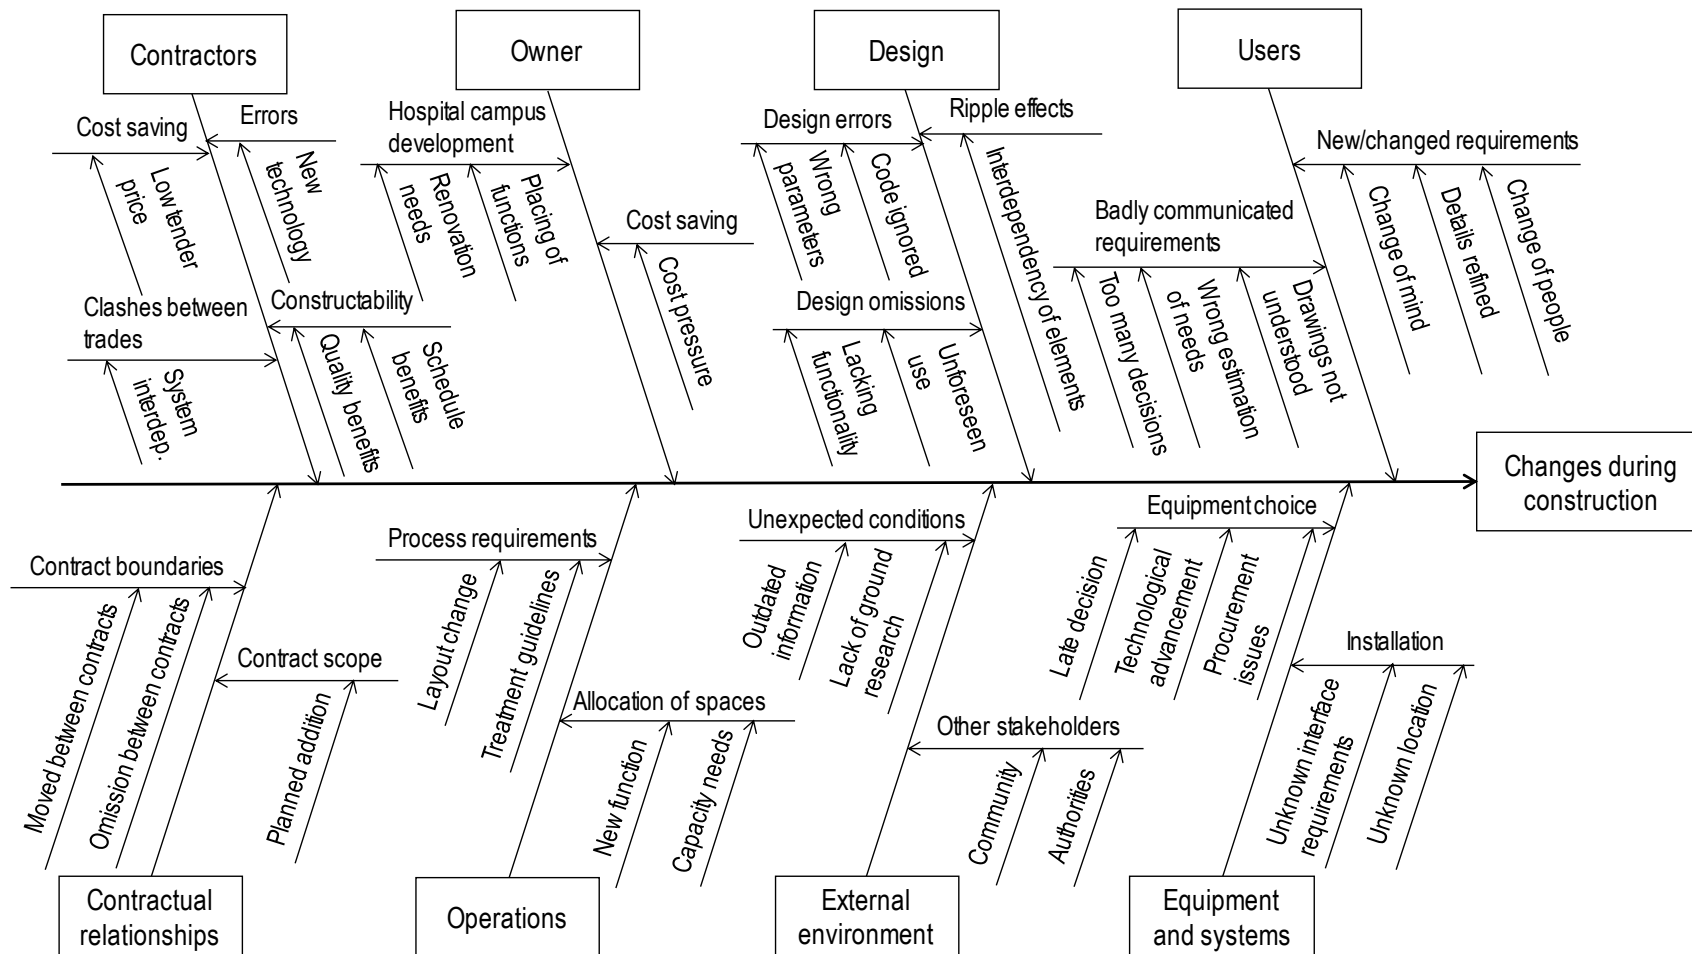 Contractors
Owner
Design
Users
Cost saving
Low tender
price
Errors
New
technology
Clashes between
trades
System
interdep.
Constructability
Quality benefits
Schedule
benefits
Hospital campus
development
Renovation
needs
Placing of
functions
Cost saving
Cost pressure
Design errors
Wrong
parameters
Code ignored
Ripple effects
Interdependency of elements
Design omissions
Lacking
functionality
Unforeseen
use
New/changed requirements
Change of mind
Details refined
Change of people
Badly communicated
requirements
Too many decisions
Wrong estimation
of needs
Drawings not
understood
Changes during
construction
Contract boundaries
Moved between contracts
Omission between contracts
Contract scope
Planned addition
Process requirements
Layout change
Treatment guidelines
Allocation of spaces
New function
Capacity needs
Unexpected conditions
Outdated
information
Lack of ground
research
Other stakeholders
Community
Authorities
Equipment choice
Late decision
Technological
advancement
Procurement
issues
Installation
Unknown interface
requirements
Unknown location
Contractual
relationships
Operations
External
environment
Equipment
and systems